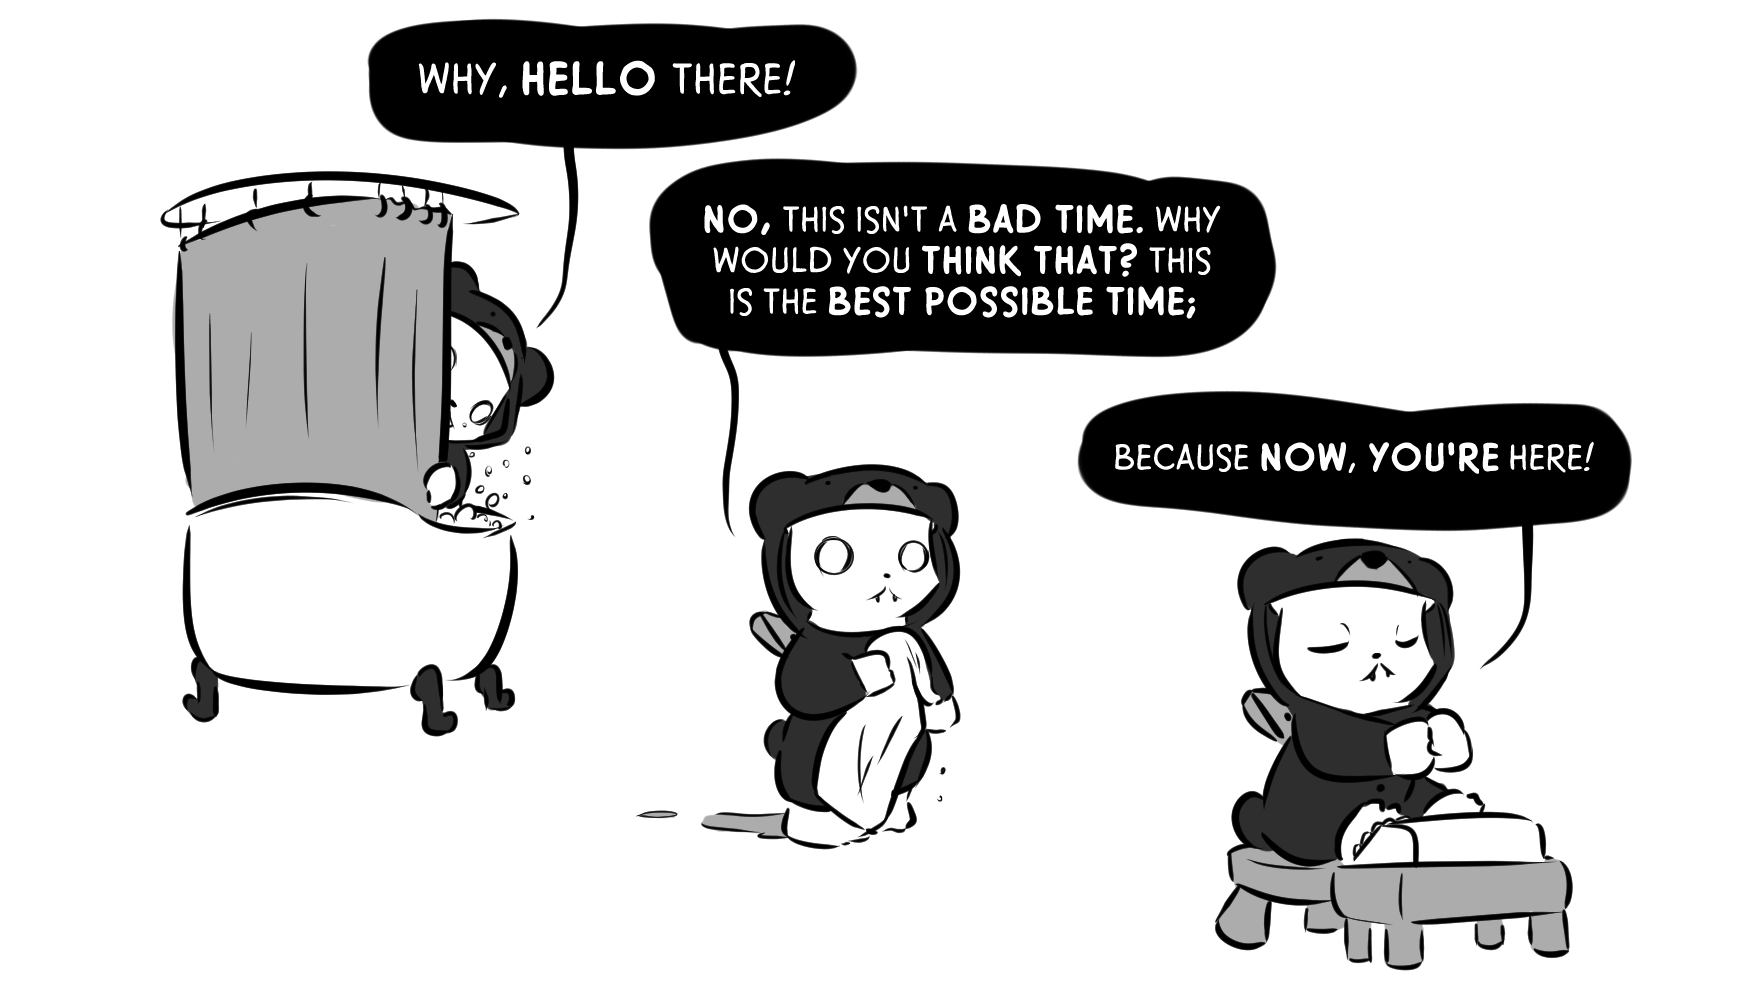 WHY, HELLO THERE!
NO, THIS ISN'T A BAD TIME. WHY
WOULD YOU THINK THAT? THIS
IS THE BEST POSSIBLE TIME;
BECAUSE NOW, YOU'RE HERE!